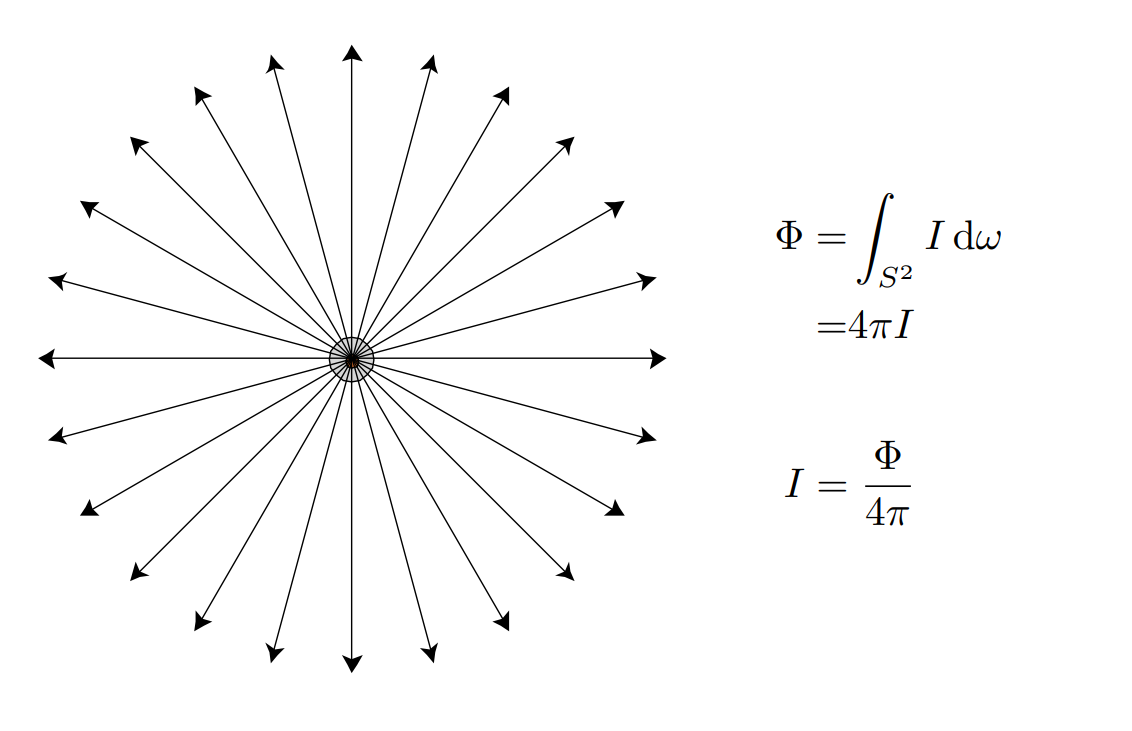 Φ = ∫_{S²} I dω
=4πI
I = Φ/4π